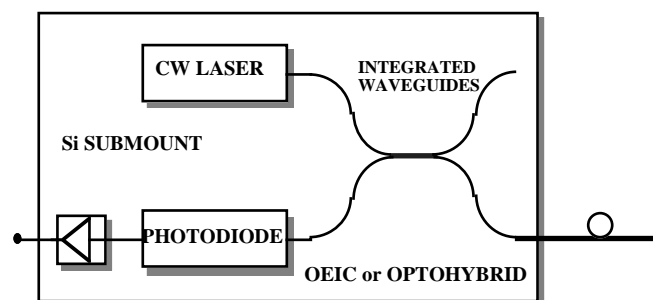 CW LASER
INTEGRATED
WAVEGUIDES
Si SUBMOUNT
PHOTODIODE
OEIC or OPTOHYBRID